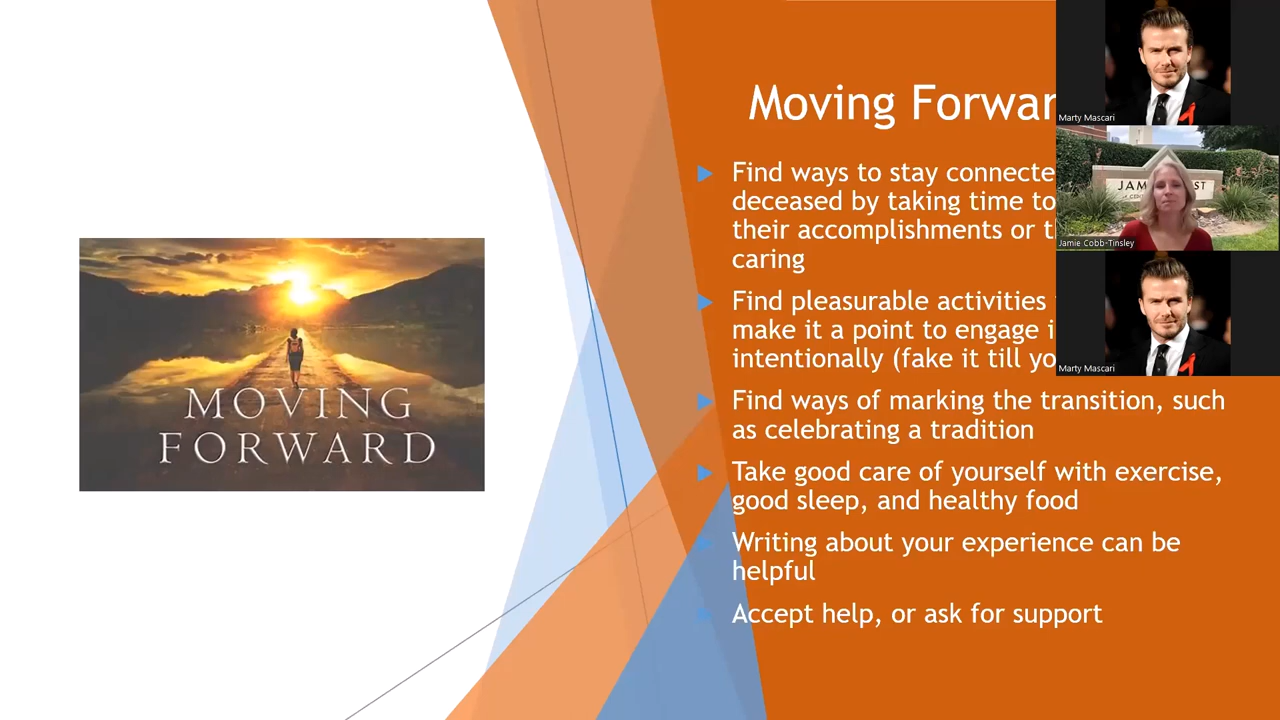 Moving Forwar
Find ways to stay connecte
deceased by taking time to
their accomplishments or t
caring
Find pleasurable activities
make it a point to engage i
intentionally (fake it till yo
Find ways of marking the transition, such
as celebrating a tradition
Take good care of yourself with exercise,
good sleep, and healthy food
Writing about your experience can be
helpful
Accept help, or ask for support
MOVING
FORWARD
Marty Mascari
JAM
ST
Jamie Cobb-Tinsley
Marty Mascari